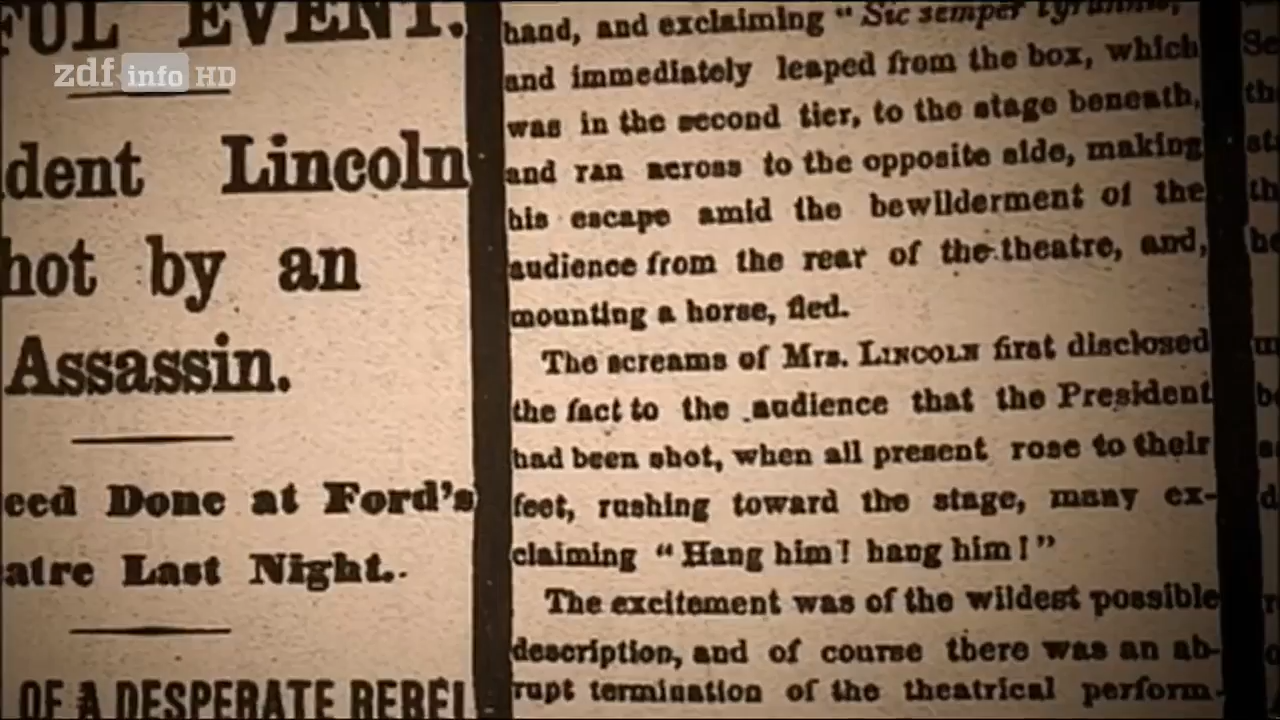 zdf info HD
FUL EVENT.
dent Lincoln
hot by an
Assassin.
eed Done at Ford's
atre Last Night.
OF A DESPERATE REBEL
hand, and exclaiming "Sic semper tyrannis,"
and immediately leaped from the box, which
was in the second tier, to the stage beneath,
and ran across to the opposite side, making
his escape amid the bewilderment of the
audience from the rear of the theatre, and,
mounting a horse, fled.
The screams of Mrs. LINCOLN first disclosed
the fact to the audience that the President
had been shot, when all present rose to their
feet, rushing toward the stage, many ex-
claiming "Hang him! hang him!"
The excitement was of the wildest possible
description, and of course there was an ab-
rupt termination of the theatrical perform-